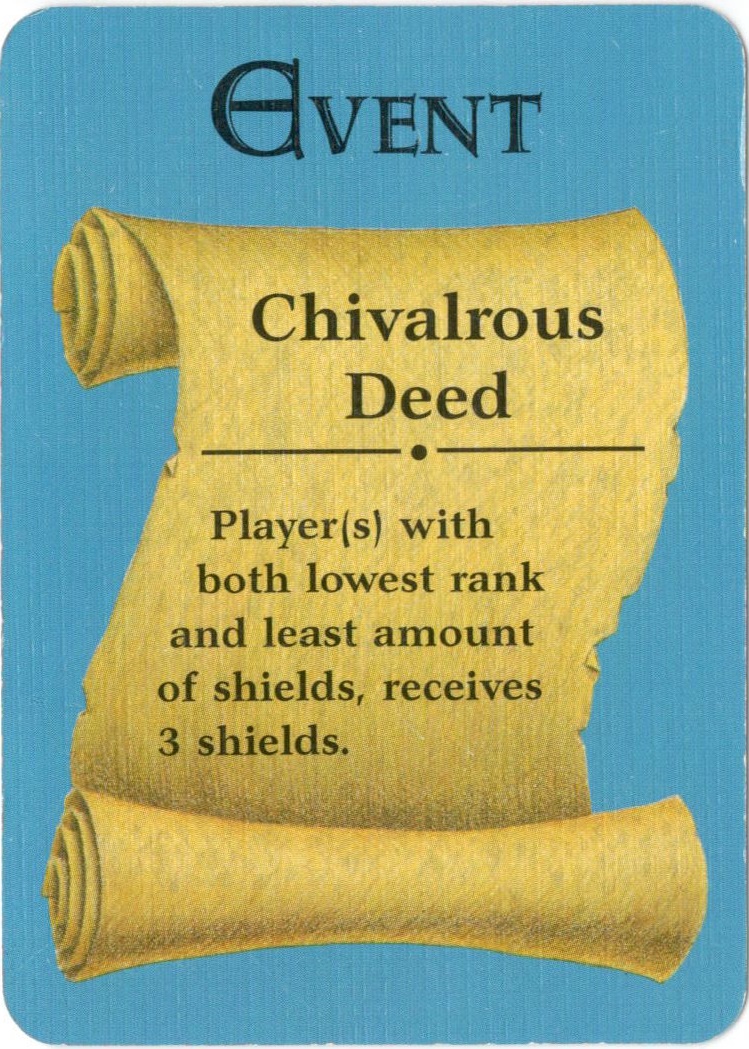 Event
Chivalrous
Deed
Player(s) with
both lowest rank
and least amount
of shields, receives
3 shields.